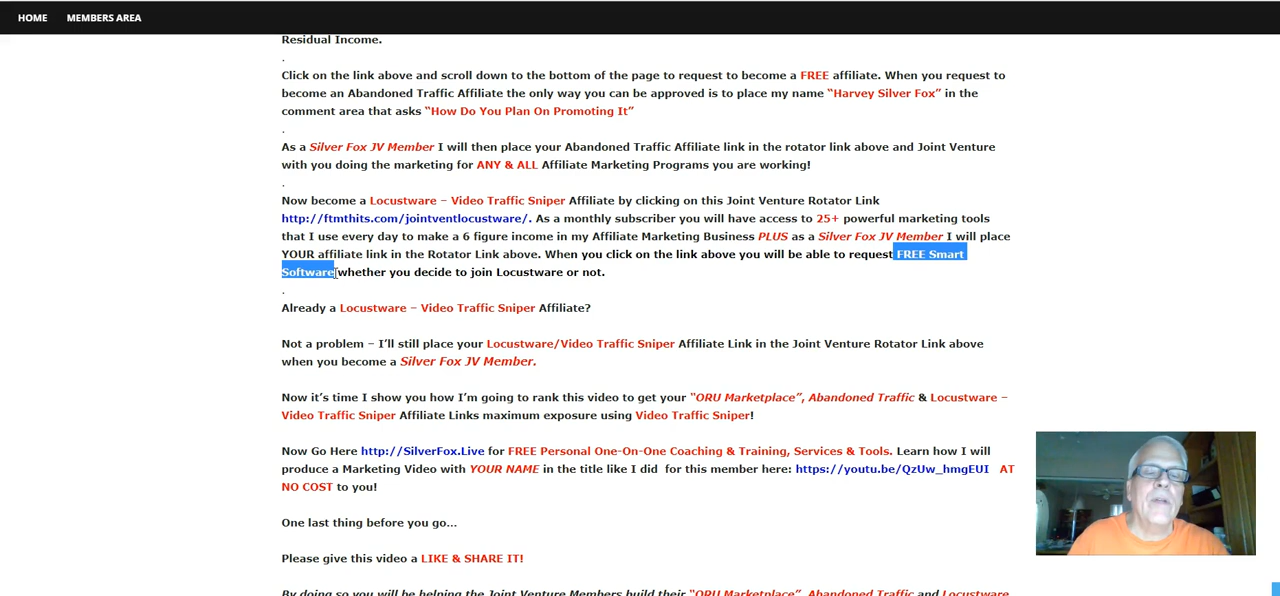 HOME MEMBERS AREA
Residual Income.
.
Click on the link above and scroll down to the bottom of the page to request to become a FREE affiliate. When you request to
become an Abandoned Traffic Affiliate the only way you can be approved is to place my name “Harvey Silver Fox” in the
comment area that asks “How Do You Plan On Promoting It”
.
As a Silver Fox JV Member I will then place your Abandoned Traffic Affiliate link in the rotator link above and Joint Venture
with you doing the marketing for ANY & ALL Affiliate Marketing Programs you are working!
.
Now become a Locustware – Video Traffic Sniper Affiliate by clicking on this Joint Venture Rotator Link
http://ftmthits.com/jointventlocustware/. As a monthly subscriber you will have access to 25+ powerful marketing tools
that I use every day to make a 6 figure income in my Affiliate Marketing Business PLUS as a Silver Fox JV Member I will place
YOUR affiliate link in the Rotator Link above. When you click on the link above you will be able to request FREE Smart
Software whether you decide to join Locustware or not.
.
Already a Locustware – Video Traffic Sniper Affiliate?
Not a problem – I’ll still place your Locustware/Video Traffic Sniper Affiliate Link in the Joint Venture Rotator Link above
when you become a Silver Fox JV Member.
Now it’s time I show you how I’m going to rank this video to get your “ORU Marketplace”, Abandoned Traffic & Locustware –
Video Traffic Sniper Affiliate Links maximum exposure using Video Traffic Sniper!
Now Go Here http://SilverFox.Live for FREE Personal One-On-One Coaching & Training, Services & Tools. Learn how I will
produce a Marketing Video with YOUR NAME in the title like I did for this member here: https://youtu.be/QzUw_hmgEUI AT
NO COST to you!
One last thing before you go…
Please give this video a LIKE & SHARE IT!
By doing so you will be helping the Joint Venture Members build their “ORU Marketplace”, Abandoned Traffic and Locustware